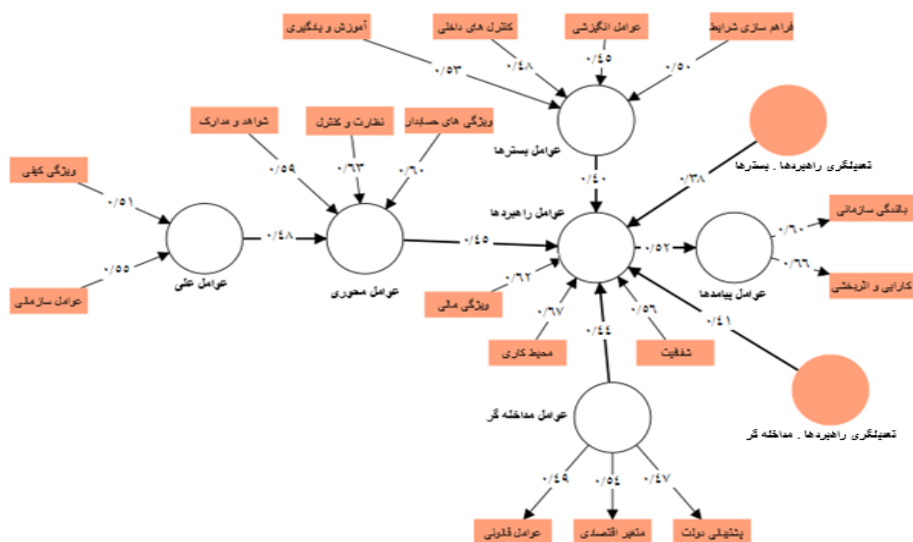 فراهم سازی شرایط
عوامل انگیزشی
کنترل های داخلی
آموزش و یادگیری
۰/۵۰
۰/۴۵
۰/۴۸
۰/۵۳
ویژگی های حسابدار
نظارت و کنترل
شواهد و مدارک
۰/۶۰
۰/۶۳
۰/۵۹
عوامل بسترها
تعدیلگری راهبردها . بسترها
۰/۴۰
۰/۳۸
ویژگی کیفی
۰/۵۱
عوامل سازمانی
۰/۵۵
عوامل علی
۰/۴۸
عوامل محوری
۰/۴۵
عوامل راهبردها
۰/۵۲
عوامل پیامدها
بالندگی سازمانی
۰/۶۰
کارایی و اثربخشی
۰/۶۶
ویژگی مالی
۰/۶۲
محیط کاری
۰/۶۷
شفافیت
۰/۵۶
۰/۴۴
۰/۴۱
تعدیلگری راهبردها . مداخله گر
عوامل مداخله گر
۰/۴۷
۰/۵۴
۰/۴۹
پشتیبانی دولت
متغیر اقتصادی
عوامل قانونی